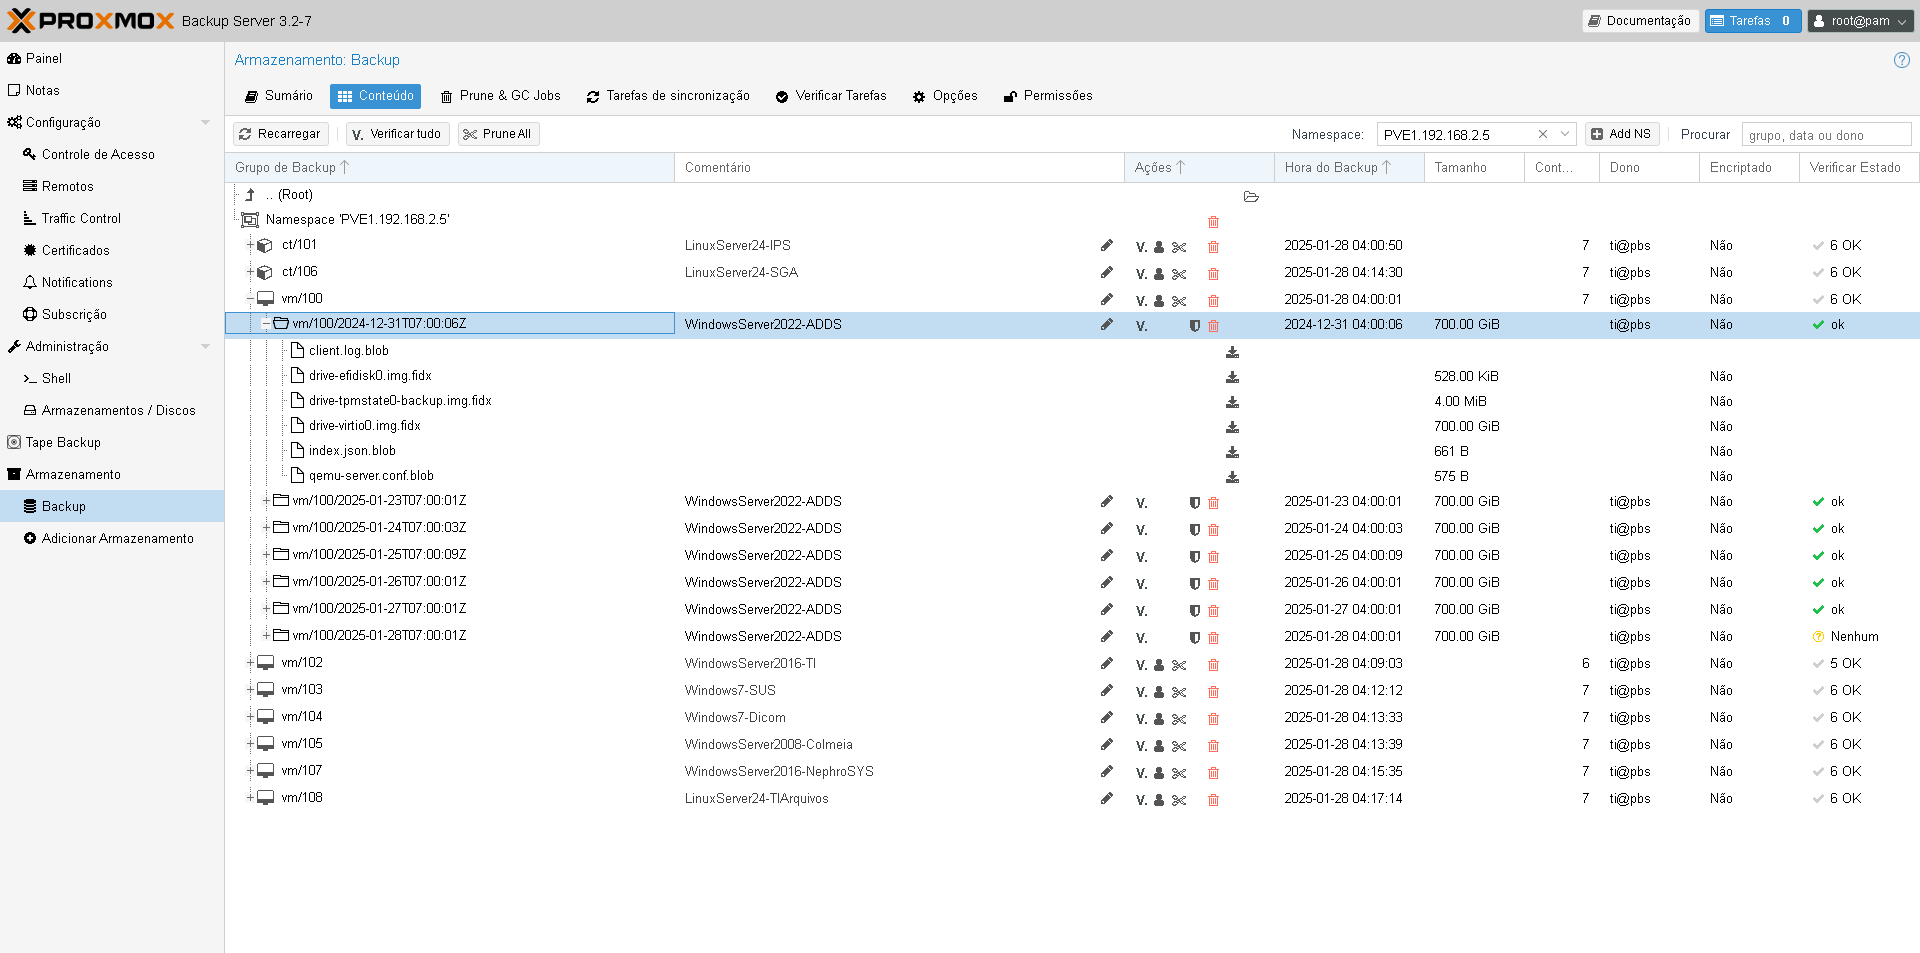 PROXMOX Backup Server 3.2-7
Documentação
Tarefas 0
root@pam
Painel
Notas
Configuração
Controle de Acesso
Remotos
Traffic Control
Certificados
Notifications
Subscrição
Administração
Shell
Armazenamentos / Discos
Tape Backup
Armazenamento
Backup
Adicionar Armazenamento
Armazenamento: Backup
Sumário Conteúdo Prune & GC Jobs Tarefas de sincronização Verificar Tarefas Opções Permissões
Recarregar V. Verificar tudo Prune All Namespace: PVE1.192.168.2.5 Add NS Procurar grupo, data ou dono
Grupo de Backup Comentário Ações Hora do Backup Tamanho Cont... Dono Encriptado Verificar Estado
.. (Root)
Namespace 'PVE1.192.168.2.5'
ct/101 LinuxServer24-IPS V. 2025-01-28 04:00:50 7 ti@pbs Não 6 OK
ct/106 LinuxServer24-SGA V. 2025-01-28 04:14:30 7 ti@pbs Não 6 OK
vm/100 V. 2025-01-28 04:00:01 7 ti@pbs Não 6 OK
vm/100/2024-12-31T07:00:06Z WindowsServer2022-ADDS V. 2024-12-31 04:00:06 700.00 GiB ti@pbs Não ok
client.log.blob
drive-efidisk0.img.fidx 528.00 KiB Não
drive-tpmstate0-backup.img.fidx 4.00 MiB Não
drive-virtio0.img.fidx 700.00 GiB Não
index.json.blob 661 B Não
qemu-server.conf.blob 575 B Não
vm/100/2025-01-23T07:00:01Z WindowsServer2022-ADDS V. 2025-01-23 04:00:01 700.00 GiB ti@pbs Não ok
vm/100/2025-01-24T07:00:03Z WindowsServer2022-ADDS V. 2025-01-24 04:00:03 700.00 GiB ti@pbs Não ok
vm/100/2025-01-25T07:00:09Z WindowsServer2022-ADDS V. 2025-01-25 04:00:09 700.00 GiB ti@pbs Não ok
vm/100/2025-01-26T07:00:01Z WindowsServer2022-ADDS V. 2025-01-26 04:00:01 700.00 GiB ti@pbs Não ok
vm/100/2025-01-27T07:00:01Z WindowsServer2022-ADDS V. 2025-01-27 04:00:01 700.00 GiB ti@pbs Não ok
vm/100/2025-01-28T07:00:01Z WindowsServer2022-ADDS V. 2025-01-28 04:00:01 700.00 GiB ti@pbs Não Nenhum
vm/102 WindowsServer2016-TI V. 2025-01-28 04:09:03 6 ti@pbs Não 5 OK
vm/103 Windows7-SUS V. 2025-01-28 04:12:12 7 ti@pbs Não 6 OK
vm/104 Windows7-Dicom V. 2025-01-28 04:13:33 7 ti@pbs Não 6 OK
vm/105 WindowsServer2008-Colmeia V. 2025-01-28 04:13:39 7 ti@pbs Não 6 OK
vm/107 WindowsServer2016-NephroSYS V. 2025-01-28 04:15:35 7 ti@pbs Não 6 OK
vm/108 LinuxServer24-TIArquivos V. 2025-01-28 04:17:14 7 ti@pbs Não 6 OK